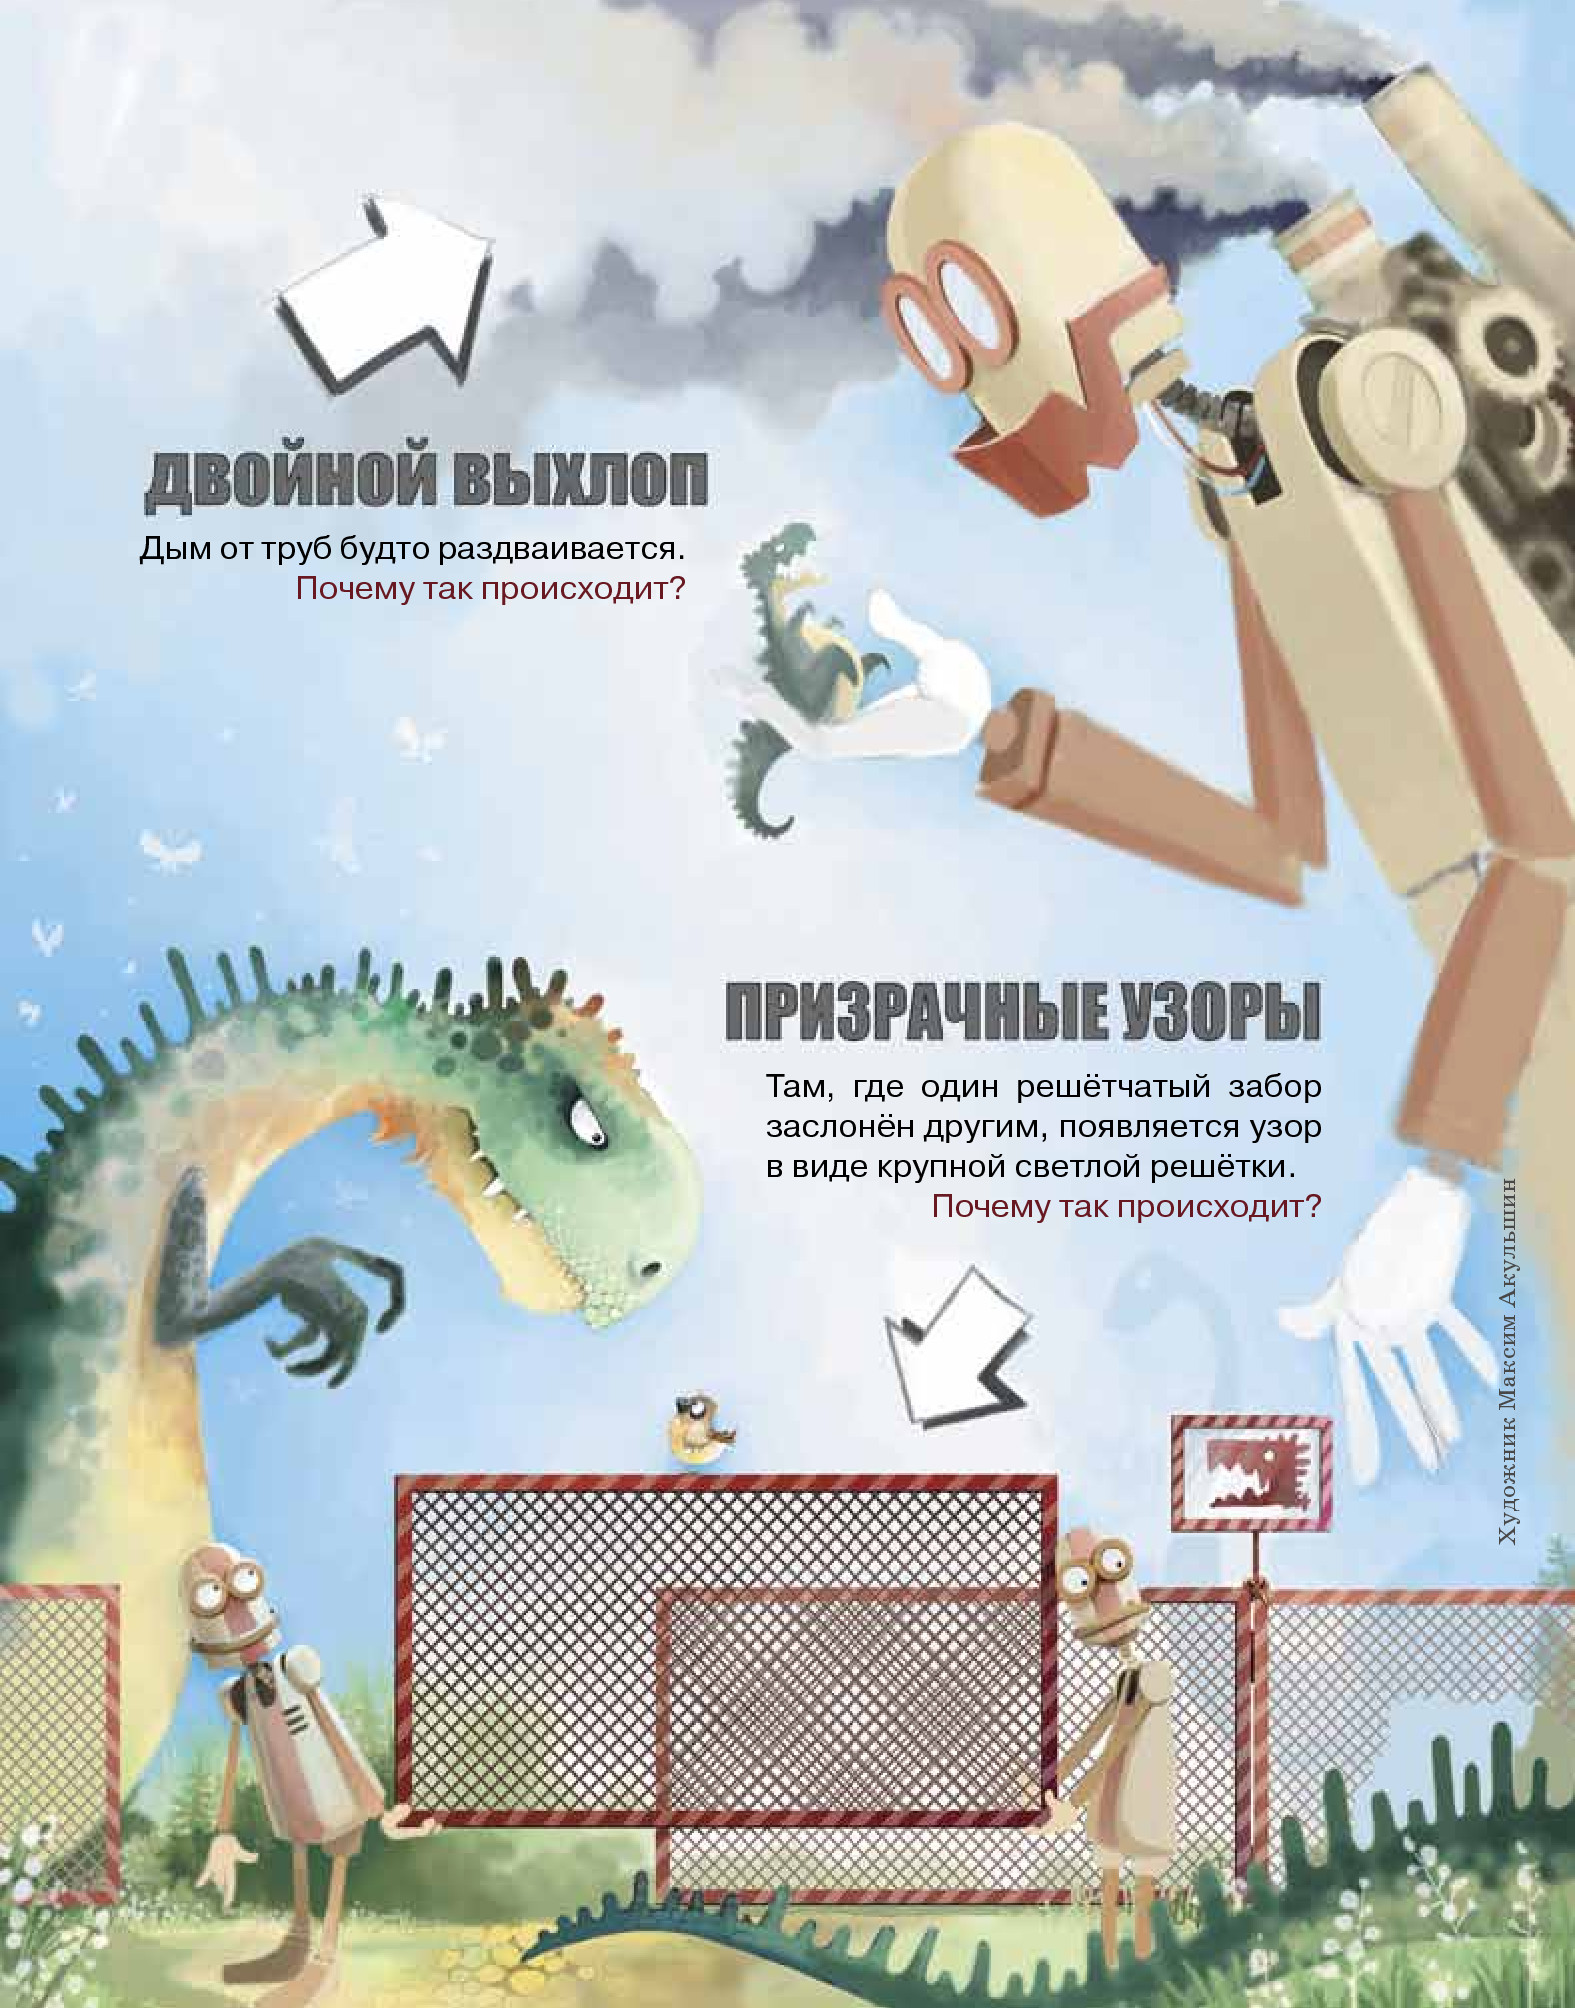 ДВОЙНОЙ ВЫХЛОП
Дым от труб будто раздваивается.
Почему так происходит?
ПРИЗРАЧНЫЕ УЗОРЫ
Там, где один решётчатый забор
заслонён другим, появляется узор
в виде крупной светлой решётки.
Почему так происходит?
Художник Максим Акульшин